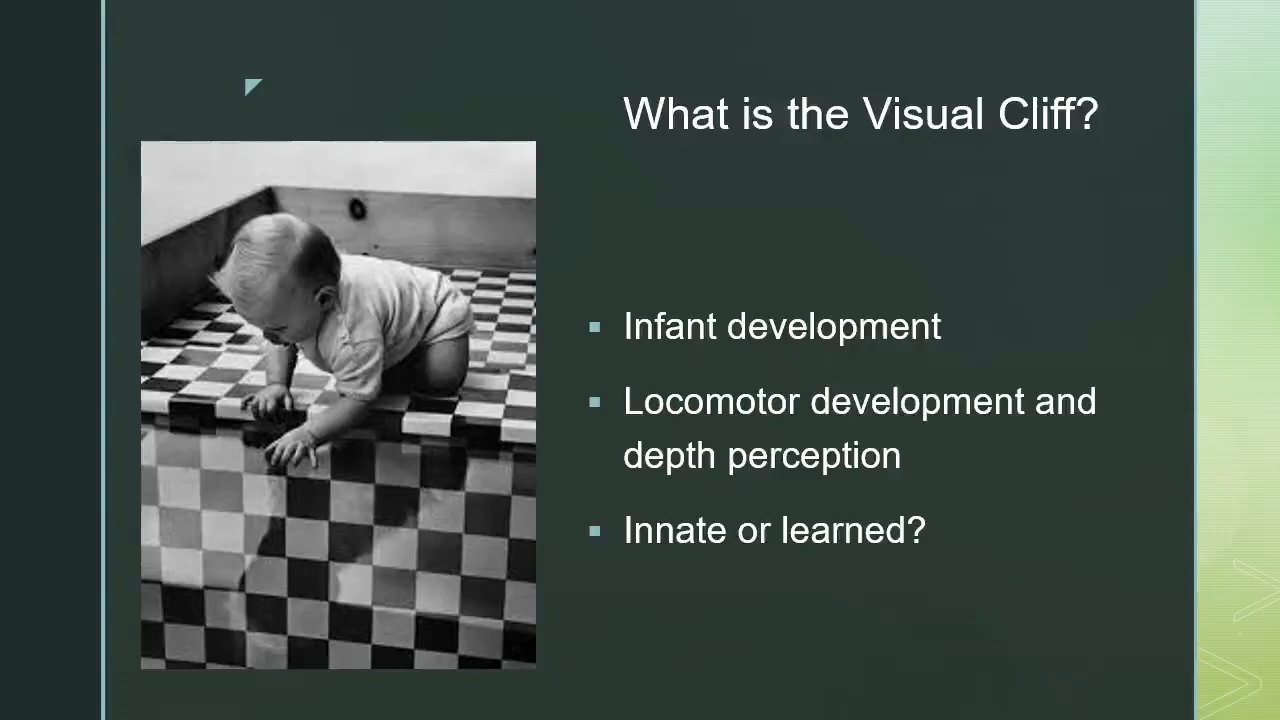 What is the Visual Cliff?
Infant development
Locomotor development and
depth perception
Innate or learned?